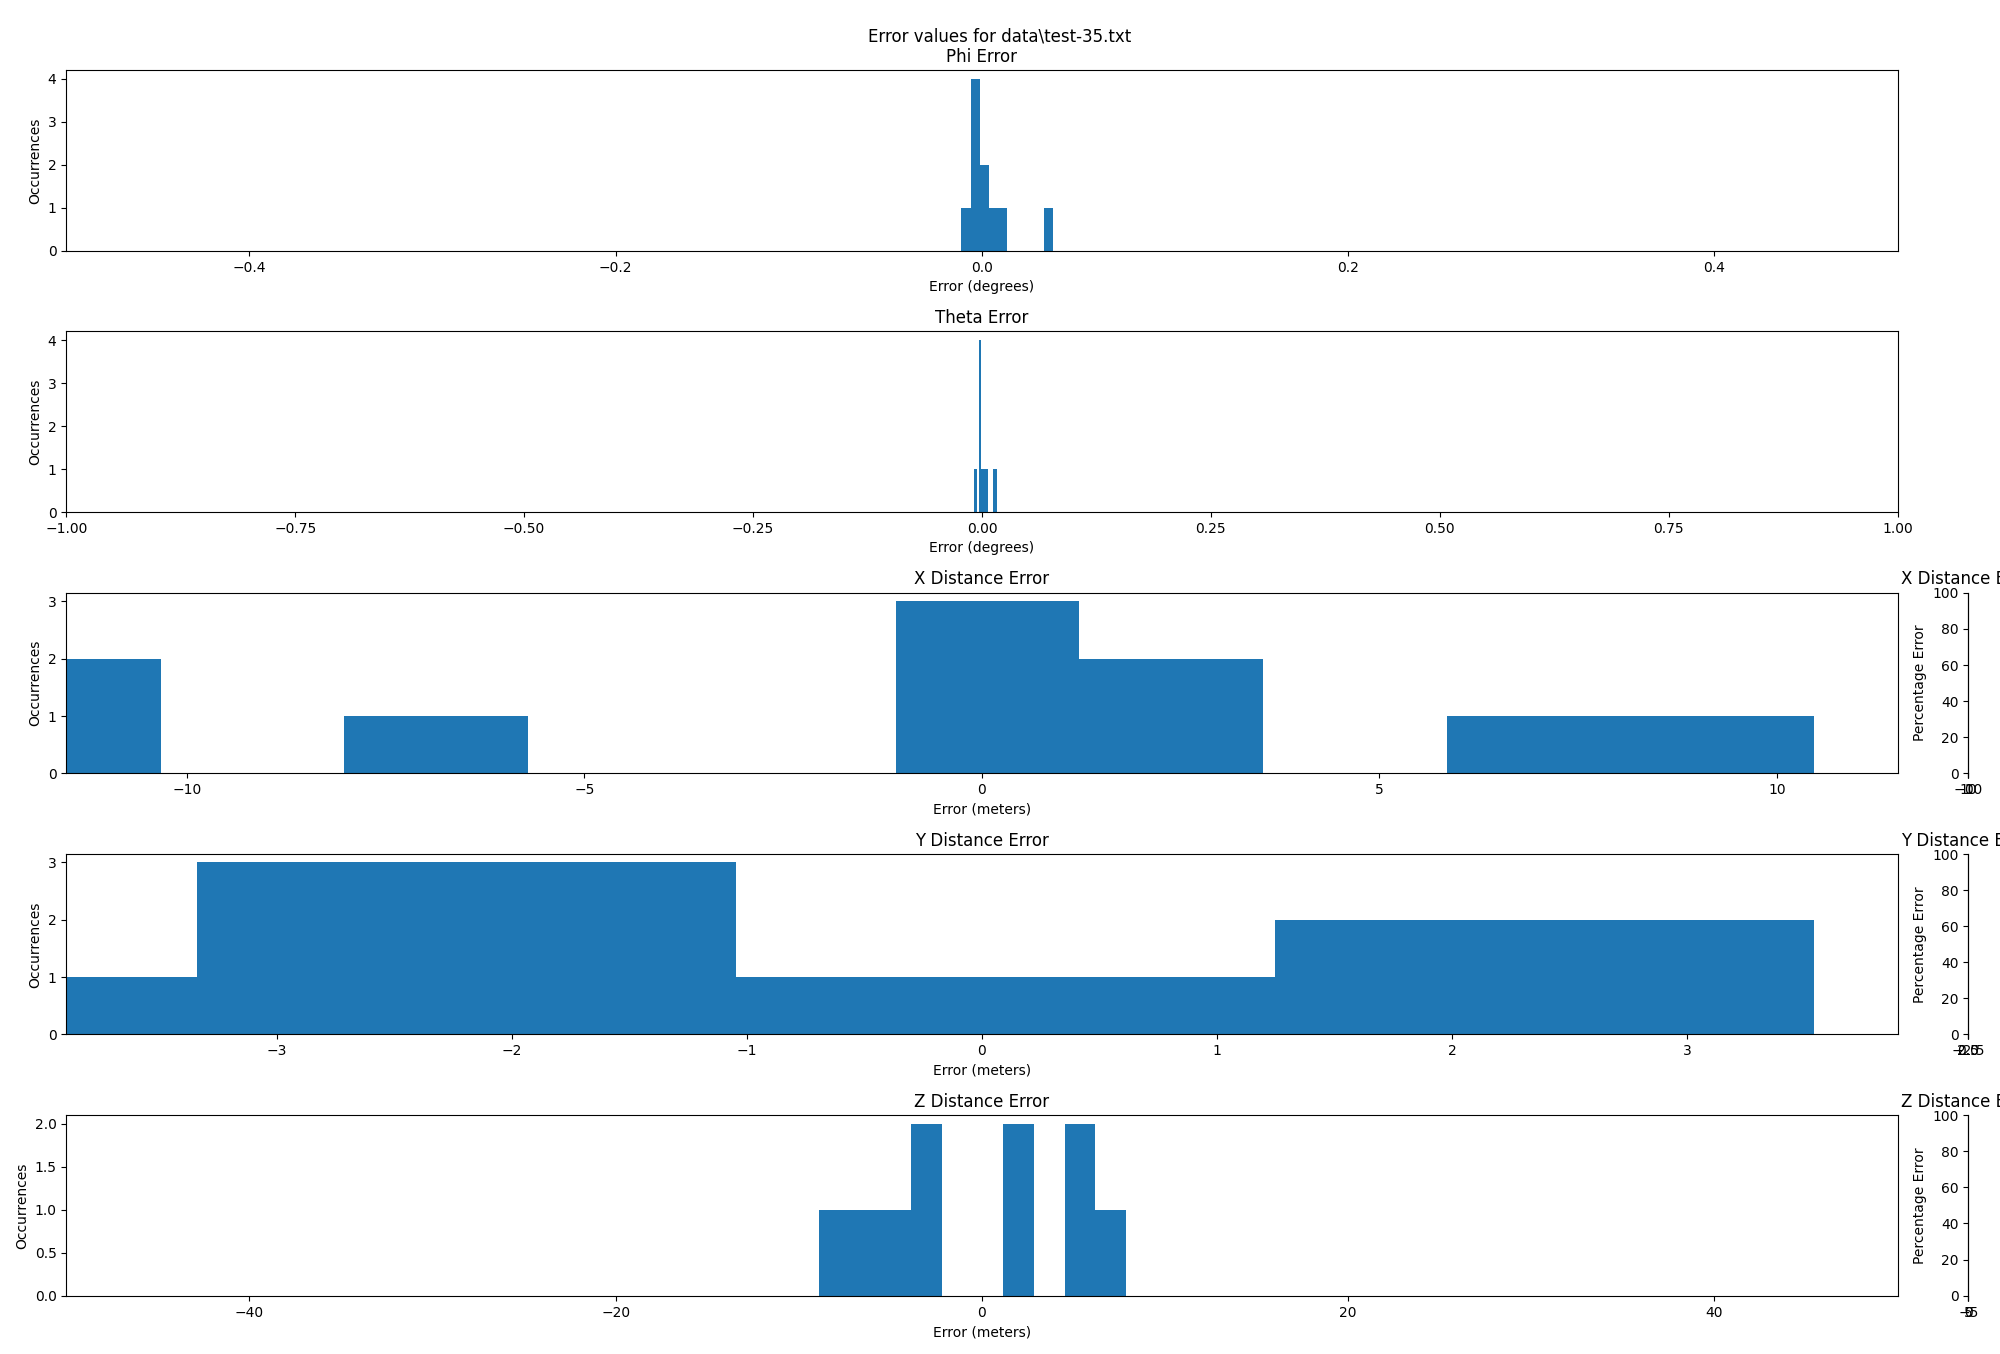 Error values for data\test-35.txt
Phi Error
Occurrences
4
3
2
1
0
−0.4 −0.2 0.0 0.2 0.4
Error (degrees)
Theta Error
Occurrences
4
3
2
1
0
−1.00 −0.75 −0.50 −0.25 0.00 0.25 0.50 0.75 1.00
Error (degrees)
X Distance Error
Occurrences
3
2
1
0
−10 −5 0 5 10
Error (meters)
X Distance E
Percentage Error
100
80
60
40
20
0
Y Distance Error
Occurrences
3
2
1
0
−3 −2 −1 0 1 2 3
Error (meters)
Y Distance E
Percentage Error
100
80
60
40
20
0
Z Distance Error
Occurrences
2.0
1.5
1.0
0.5
0.0
−40 −20 0 20 40
Error (meters)
Z Distance E
Percentage Error
100
80
60
40
20
0